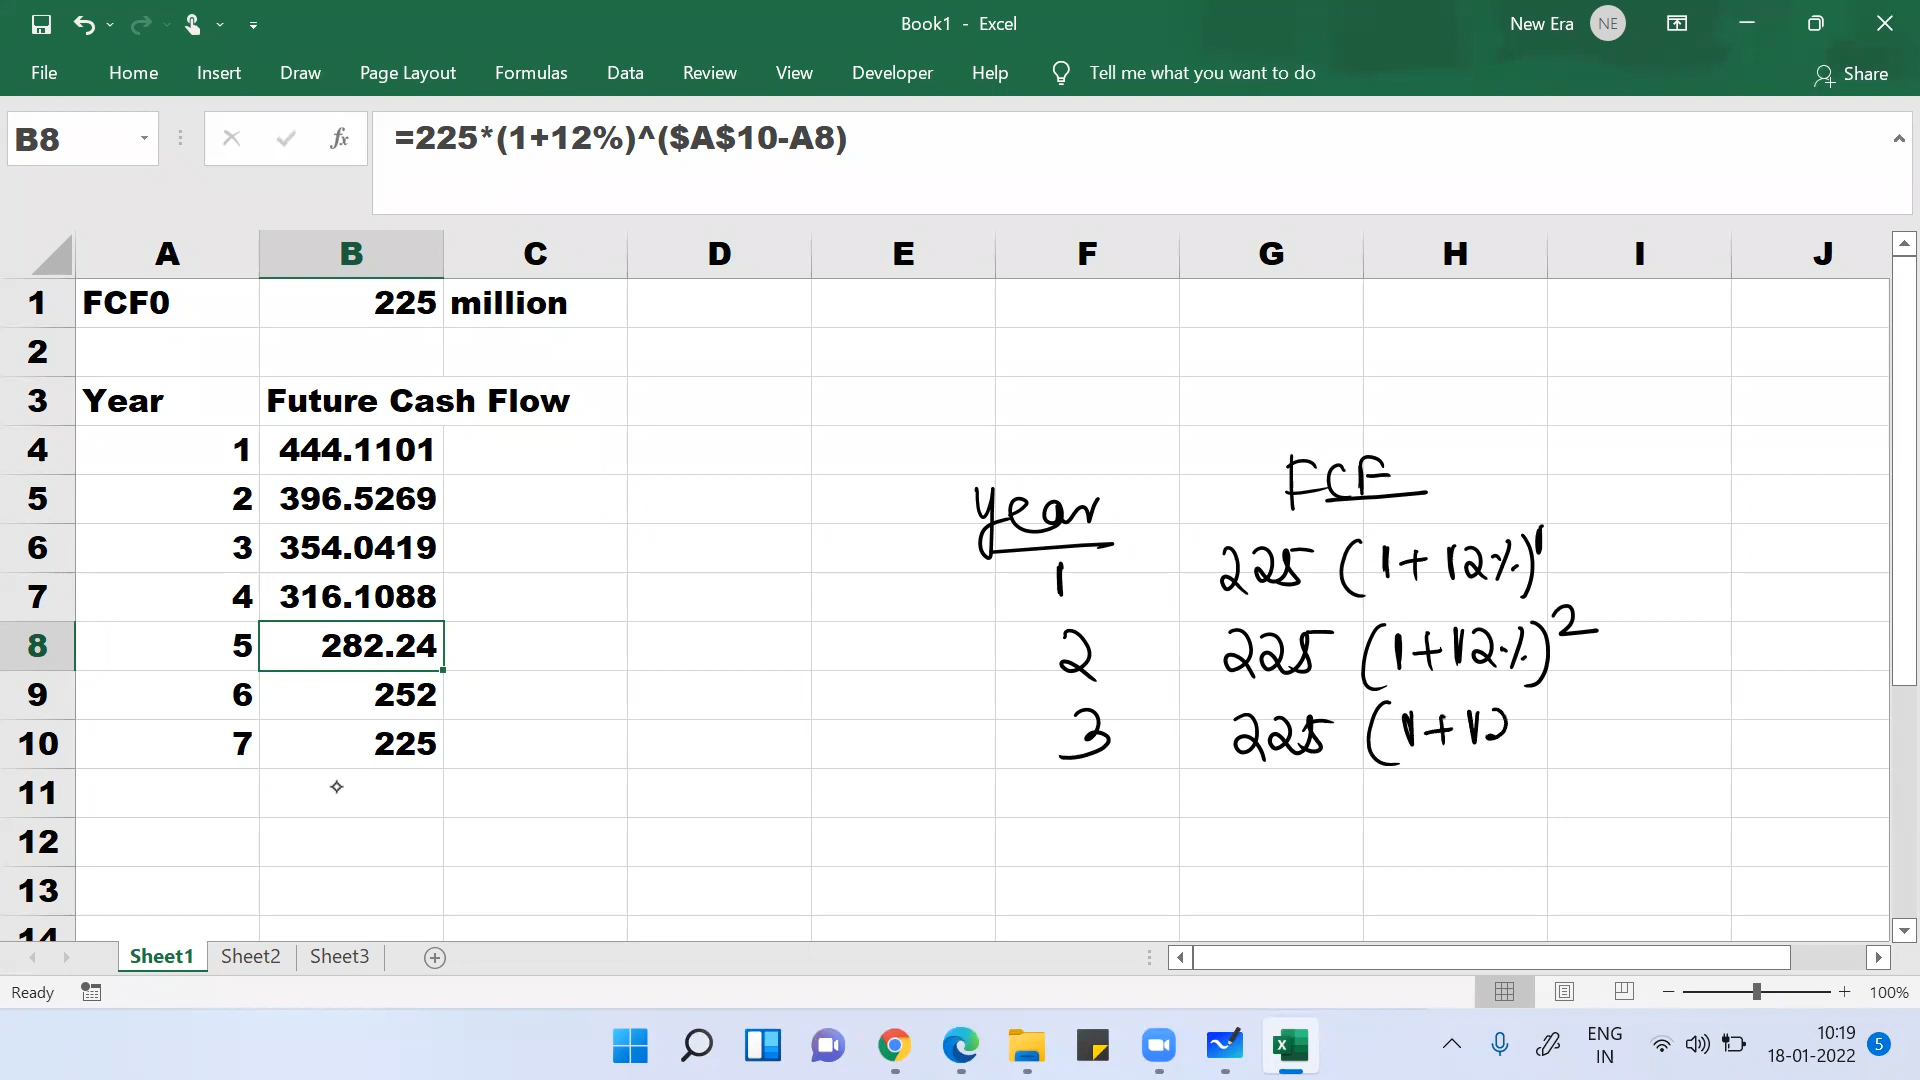 Book1 - Excel
New Era NE
File Home Insert Draw Page Layout Formulas Data Review View Developer Help Tell me what you want to do Share
B8 fx =225*(1+12%)^($A$10-A8)
A B C D E F G H I J
1 FCF0 225 million
2
3 Year Future Cash Flow
4 1 444.1101
5 2 396.5269
6 3 354.0419
7 4 316.1088
8 5 282.24
9 6 252
10 7 225
11
12
13
14
year FCF
1 225 (1+12%)^1
2 225 (1+12%)^2
3 225 (1+12
Sheet1 Sheet2 Sheet3
Ready 100%
ENG
IN
10:19
18-01-2022
5